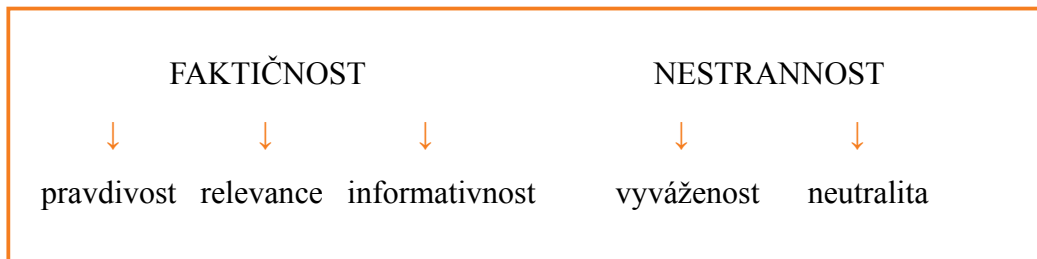 FAKTIČNOST NESTRANNOST
↓ ↓ ↓ ↓ ↓
pravdivost relevance informativnost vyváženost neutralita